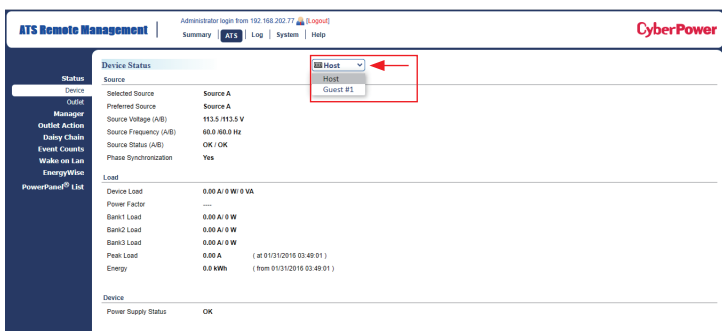 Administrator login from 192.168.202.77 [Logout]
ATS Remote Management
Summary | ATS | Log | System | Help
CyberPower
Status
Device
Outlet
Manager
Outlet Action
Daisy Chain
Event Counts
Wake on Lan
EnergyWise
PowerPanel® List
Device Status
Host
Host
Guest #1
Source
Selected Source Source A
Preferred Source Source A
Source Voltage (A/B) 113.5 /113.5 V
Source Frequency (A/B) 60.0 /60.0 Hz
Source Status (A/B) OK / OK
Phase Synchronization Yes
Load
Device Load 0.00 A/ 0 W/ 0 VA
Power Factor ----
Bank1 Load 0.00 A/ 0 W
Bank2 Load 0.00 A/ 0 W
Bank3 Load 0.00 A/ 0 W
Peak Load 0.00 A ( at 01/31/2016 03:49:01 )
Energy 0.0 kWh ( from 01/31/2016 03:49:01 )
Device
Power Supply Status OK